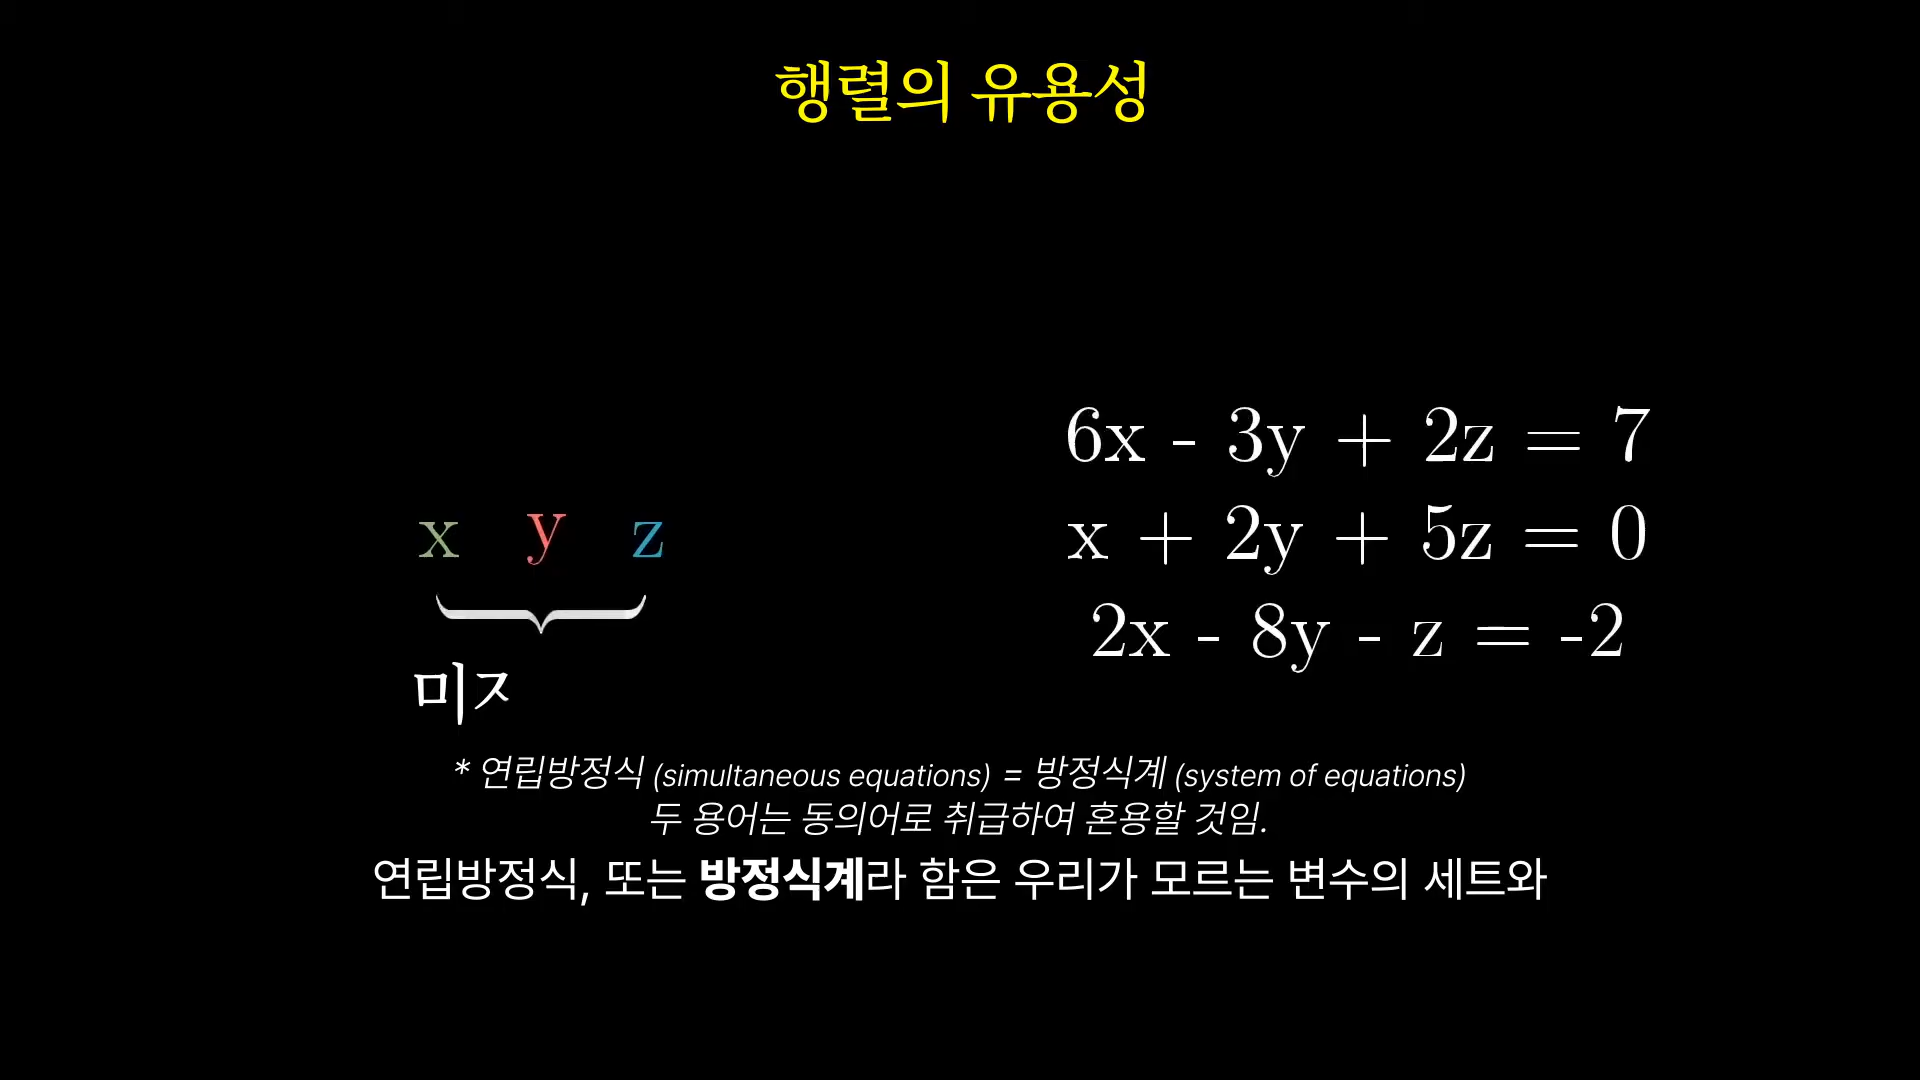 행렬의 유용성
6x - 3y + 2z = 7
x + 2y + 5z = 0
2x - 8y - z = -2
x y z
미ㅈ
* 연립방정식 (simultaneous equations) = 방정식계 (system of equations)
두 용어는 동의어로 취급하여 혼용할 것임.
연립방정식, 또는 방정식계라 함은 우리가 모르는 변수의 세트와